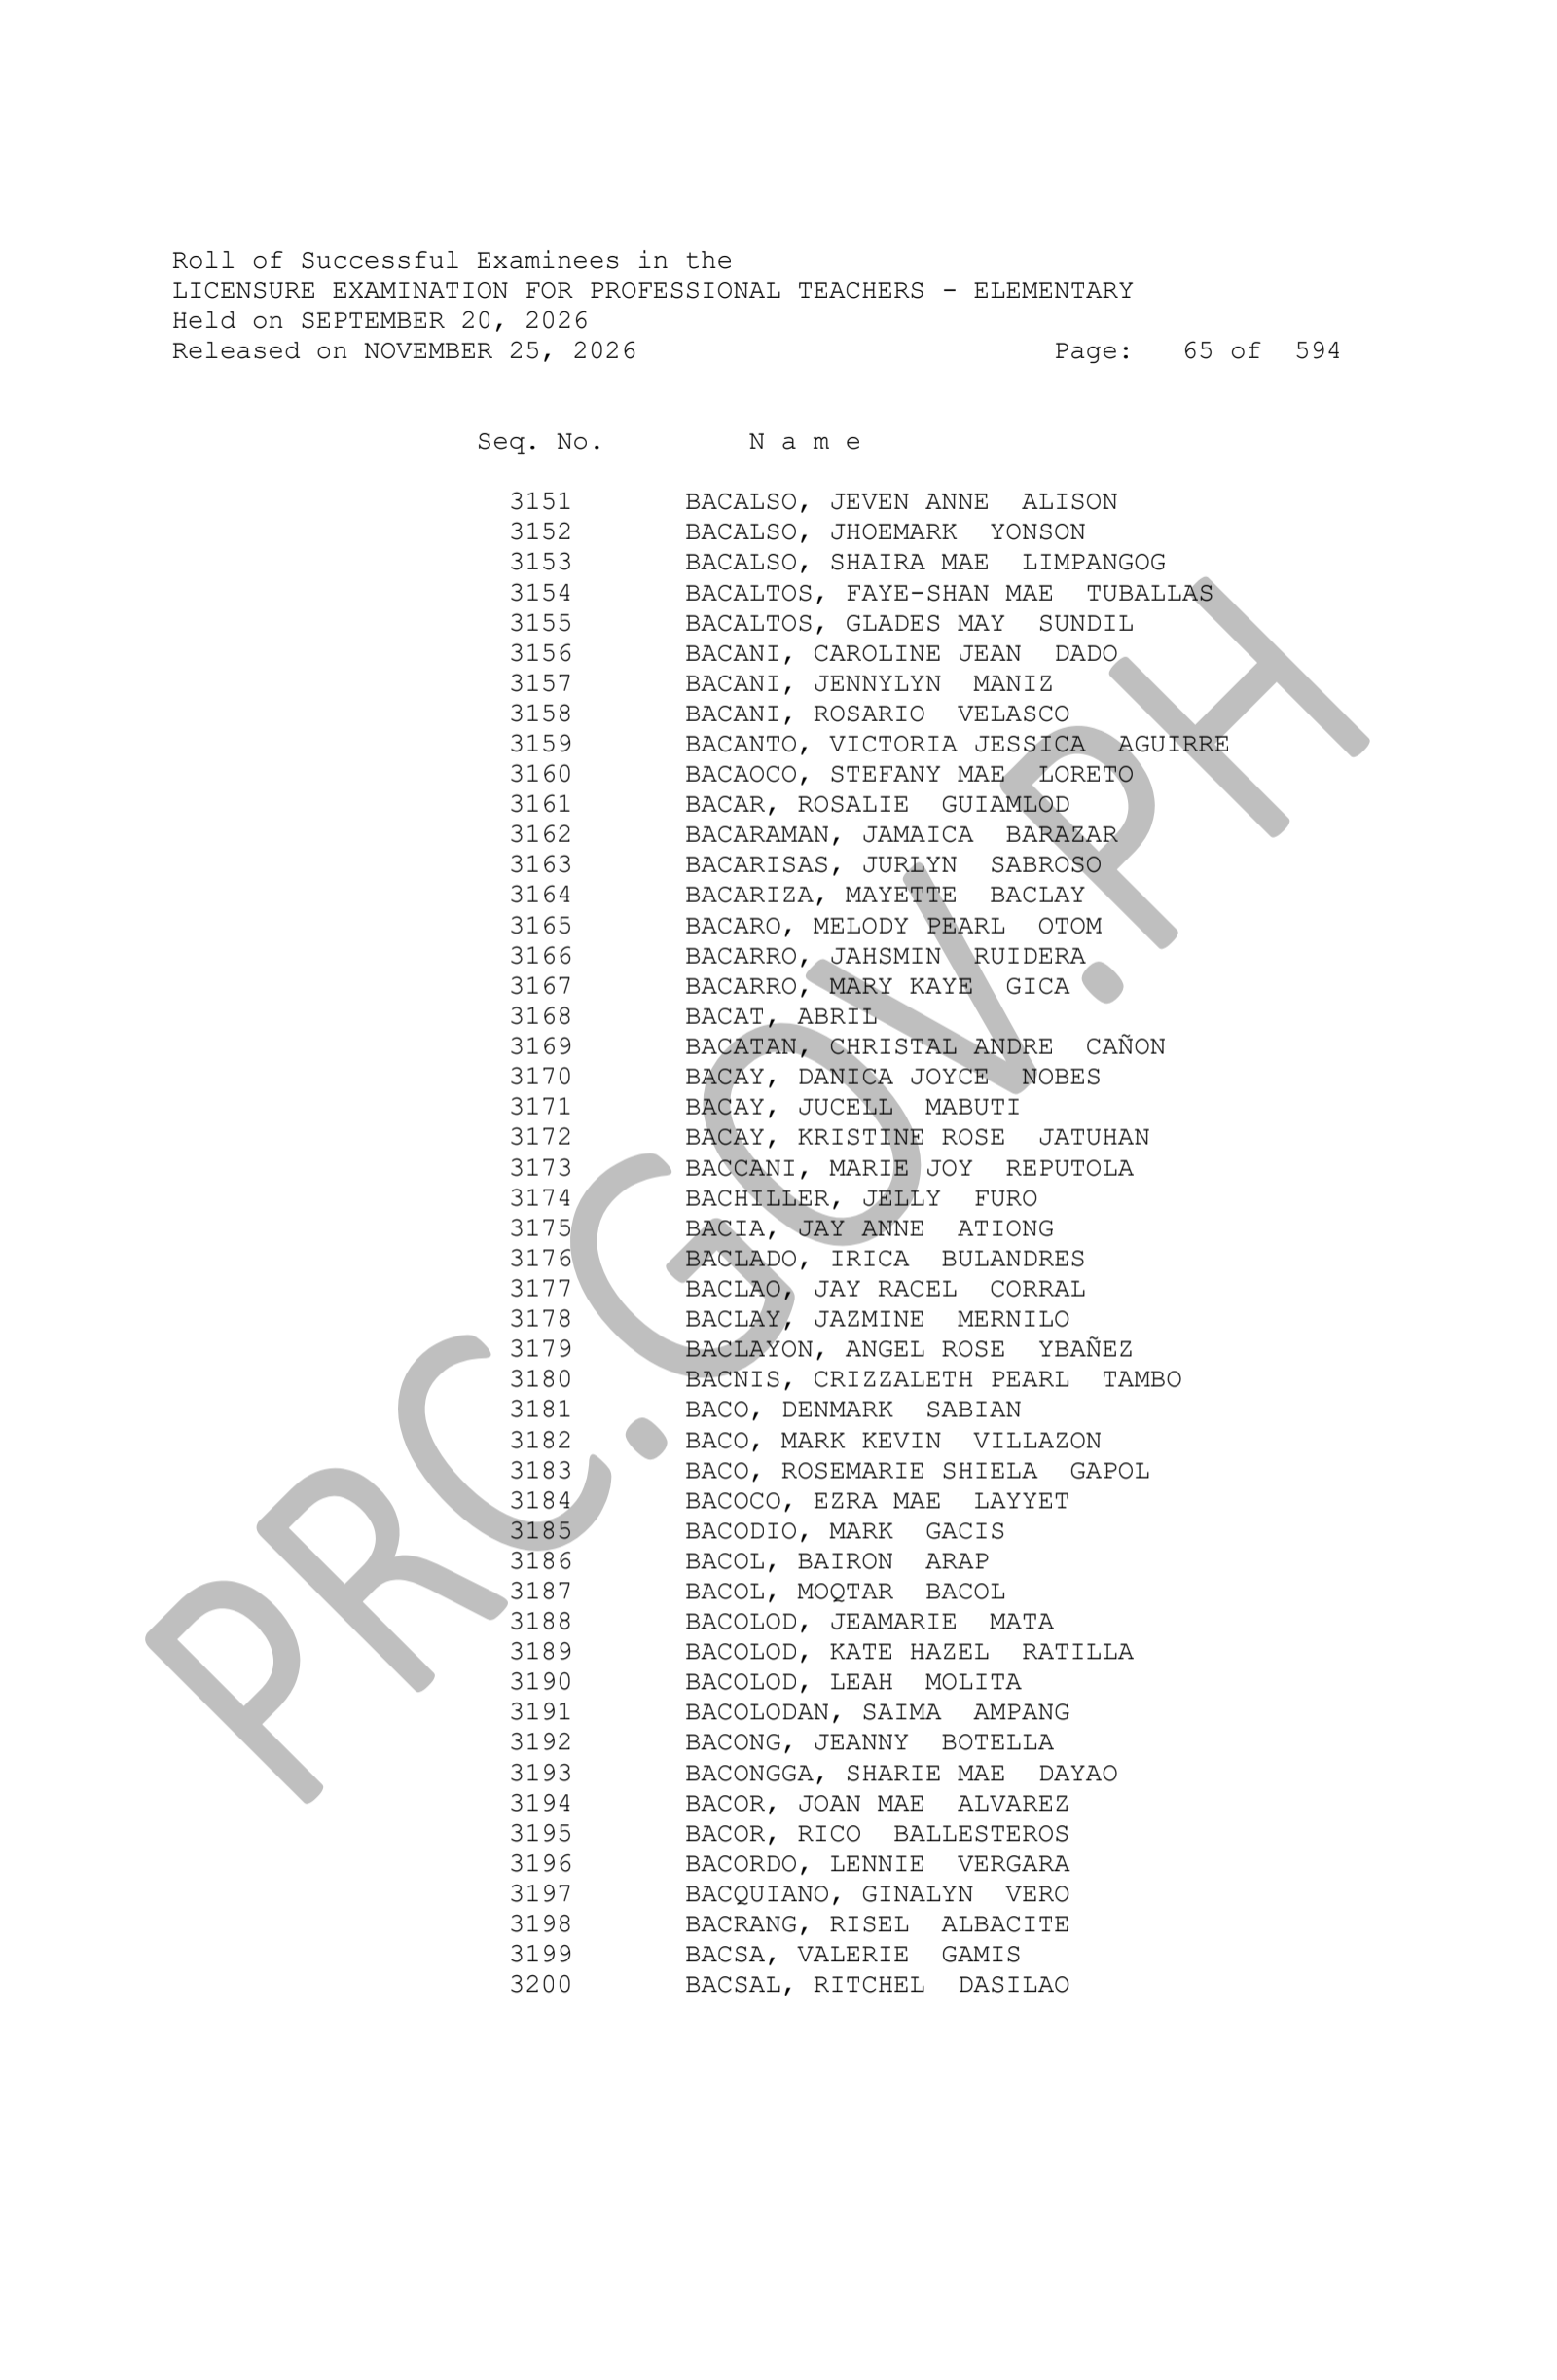 Roll of Successful Examinees in the
LICENSURE EXAMINATION FOR PROFESSIONAL TEACHERS - ELEMENTARY
Held on SEPTEMBER 20, 2026
Released on NOVEMBER 25, 2026 Page: 65 of 594
Seq. No. N a m e
3151 BACALSO, JEVEN ANNE ALISON
3152 BACALSO, JHOEMARK YONSON
3153 BACALSO, SHAIRA MAE LIMPANGOG
3154 BACALTOS, FAYE-SHAN MAE TUBALLAS
3155 BACALTOS, GLADES MAY SUNDIL
3156 BACANI, CAROLINE JEAN DADO
3157 BACANI, JENNYLYN MANIZ
3158 BACANI, ROSARIO VELASCO
3159 BACANTO, VICTORIA JESSICA AGUIRRE
3160 BACAOCO, STEFANY MAE LORETO
3161 BACAR, ROSALIE GUIAMLOD
3162 BACARAMAN, JAMAICA BARAZAR
3163 BACARISAS, JURLYN SABROSO
3164 BACARIZA, MAYETTE BACLAY
3165 BACARO, MELODY PEARL OTOM
3166 BACARRO, JAHSMIN RUIDERA
3167 BACARRO, MARY KAYE GICA
3168 BACAT, ABRIL
3169 BACATAN, CHRISTAL ANDRE CAÑON
3170 BACAY, DANICA JOYCE NOBES
3171 BACAY, JUCELL MABUTI
3172 BACAY, KRISTINE ROSE JATUHAN
3173 BACCANI, MARIE JOY REPUTOLA
3174 BACHILLER, JELLY FURO
3175 BACIA, JAY ANNE ATIONG
3176 BACLADO, IRICA BULANDRES
3177 BACLAO, JAY RACEL CORRAL
3178 BACLAY, JAZMINE MERNILO
3179 BACLAYON, ANGEL ROSE YBAÑEZ
3180 BACNIS, CRIZZALETH PEARL TAMBO
3181 BACO, DENMARK SABIAN
3182 BACO, MARK KEVIN VILLAZON
3183 BACO, ROSEMARIE SHIELA GAPOL
3184 BACOCO, EZRA MAE LAYYET
3185 BACODIO, MARK GACIS
3186 BACOL, BAIRON ARAP
3187 BACOL, MOQTAR BACOL
3188 BACOLOD, JEAMARIE MATA
3189 BACOLOD, KATE HAZEL RATILLA
3190 BACOLOD, LEAH MOLITA
3191 BACOLODAN, SAIMA AMPANG
3192 BACONG, JEANNY BOTELLA
3193 BACONGGA, SHARIE MAE DAYAO
3194 BACOR, JOAN MAE ALVAREZ
3195 BACOR, RICO BALLESTEROS
3196 BACORDO, LENNIE VERGARA
3197 BACQUIANO, GINALYN VERO
3198 BACRANG, RISEL ALBACITE
3199 BACSA, VALERIE GAMIS
3200 BACSAL, RITCHEL DASILAO
PRC.GOV.PH